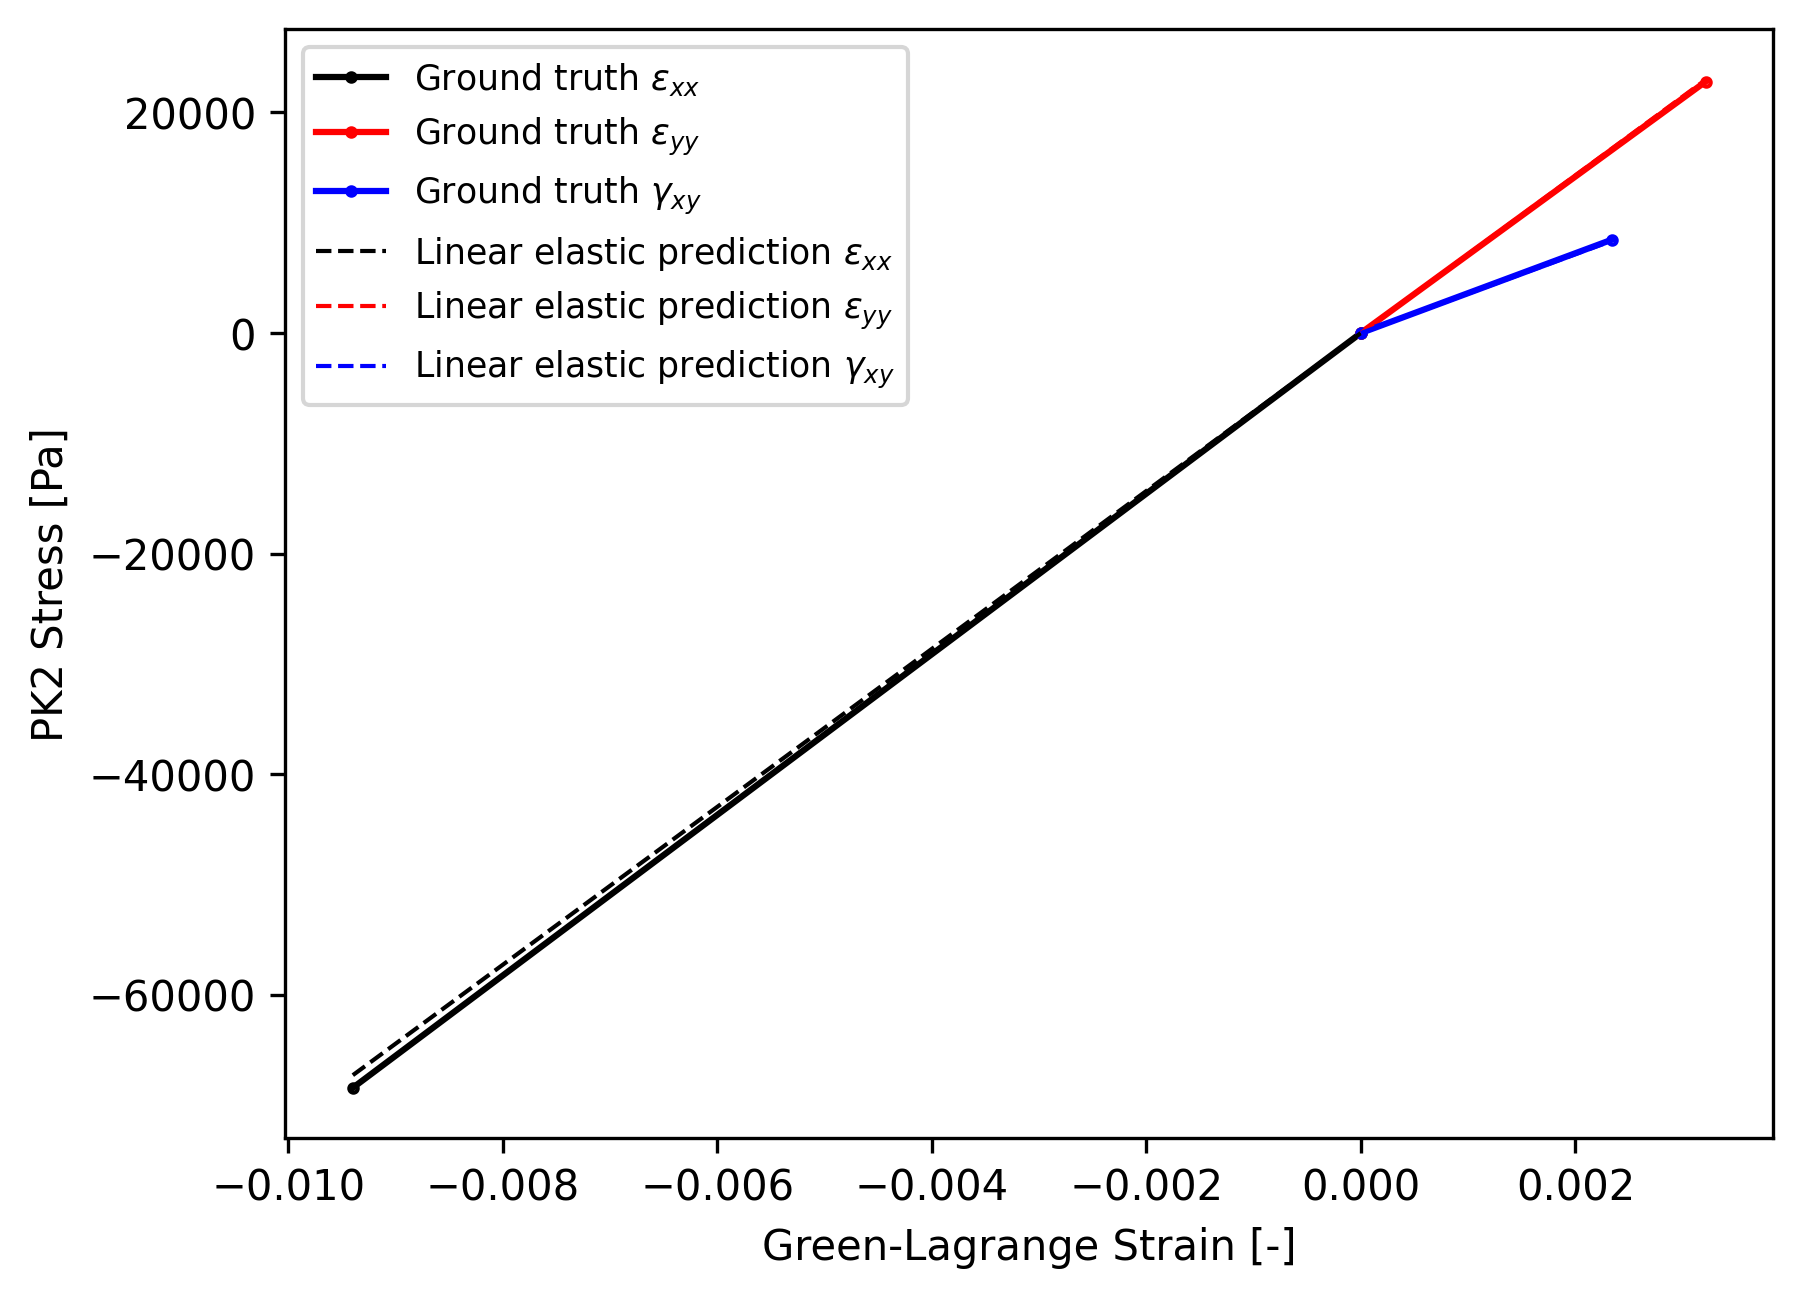 Ground truth εxx
Ground truth εyy
Ground truth γxy
Linear elastic prediction εxx
Linear elastic prediction εyy
Linear elastic prediction γxy
20000
0
−20000
−40000
−60000
PK2 Stress [Pa]
−0.010 −0.008 −0.006 −0.004 −0.002 0.000 0.002
Green-Lagrange Strain [-]